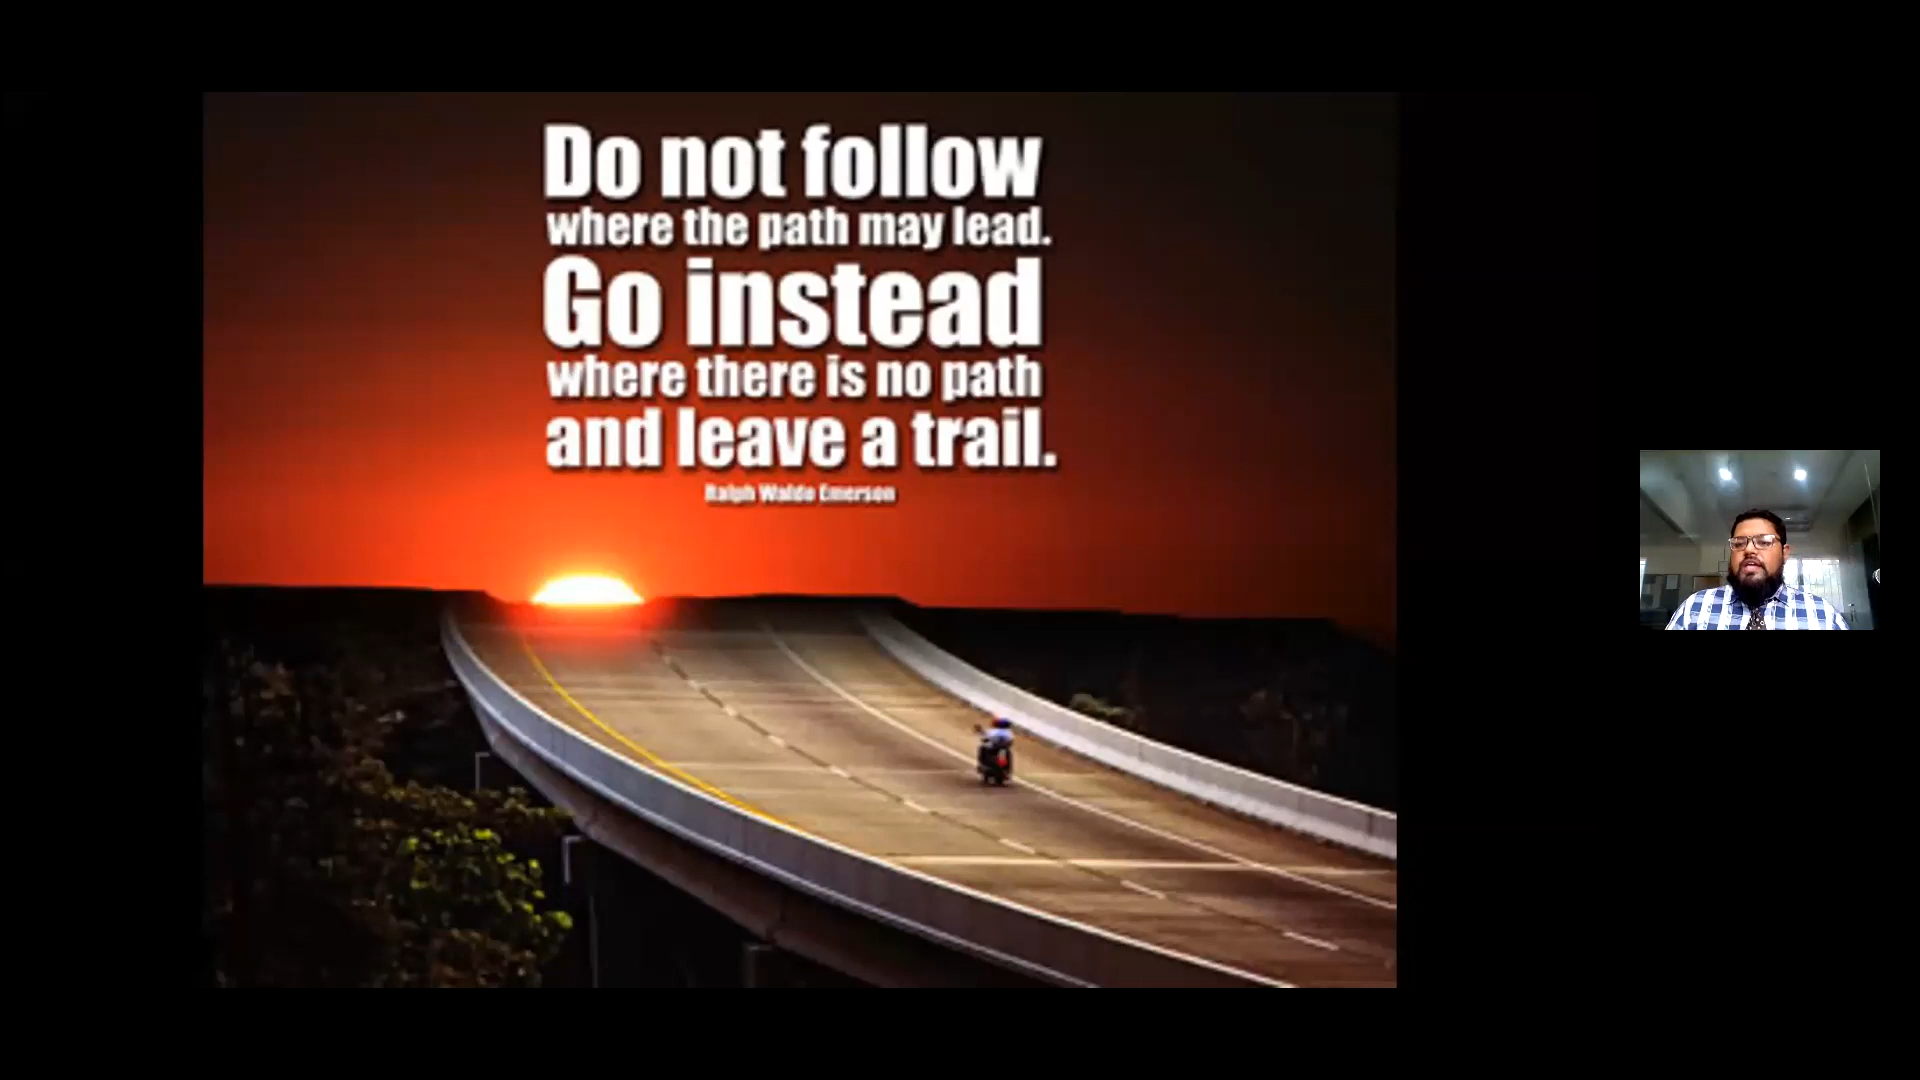 Do not follow
where the path may lead.
Go instead
where there is no path
and leave a trail.
Ralph Waldo Emerson